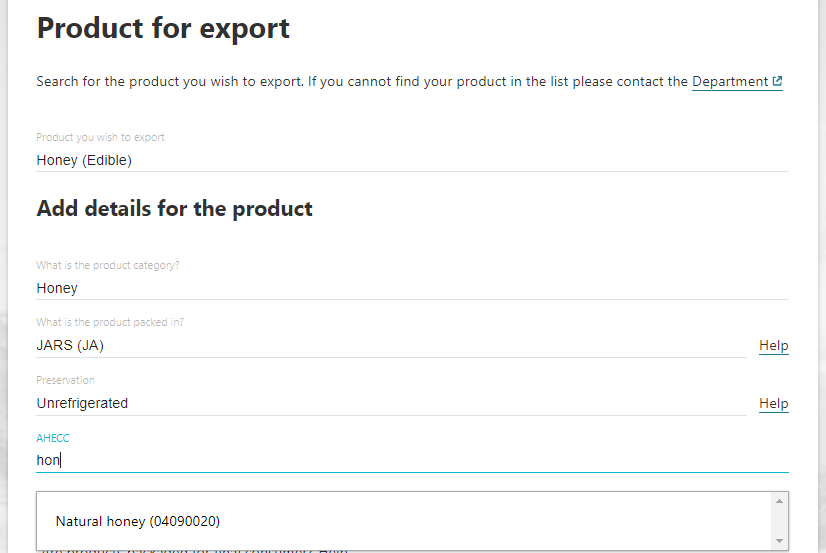 Product for export
Search for the product you wish to export. If you cannot find your product in the list please contact the Department
Product you wish to export
Honey (Edible)
Add details for the product
What is the product category?
Honey
What is the product packed in?
JARS (JA)
Help
Preservation
Unrefrigerated
Help
AHECC
hon
Natural honey (04090020)